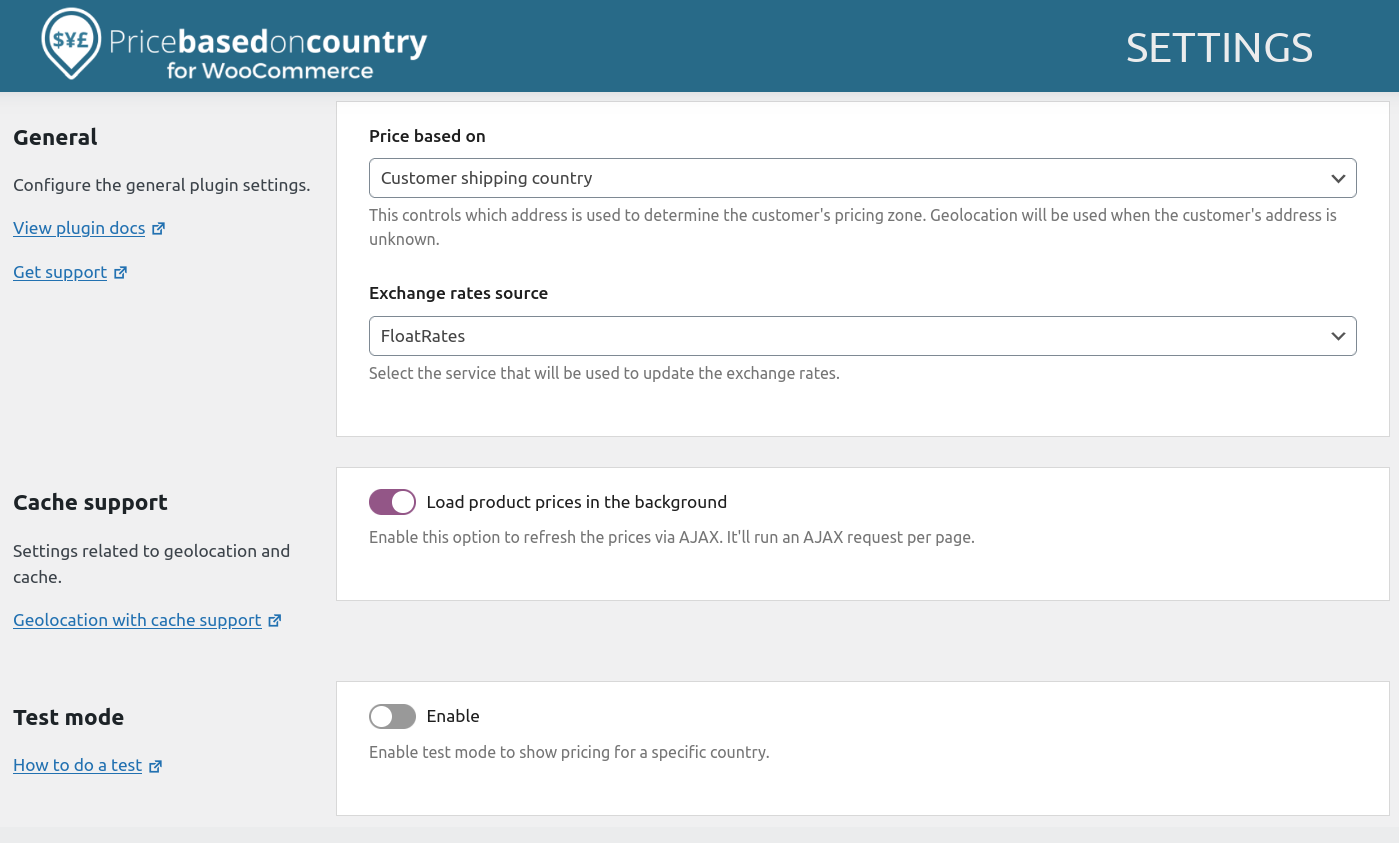 $¥£
Pricebasedoncountry
for WooCommerce
SETTINGS
General
Configure the general plugin settings.
View plugin docs
Get support
Price based on
Customer shipping country
This controls which address is used to determine the customer's pricing zone. Geolocation will be used when the customer's address is
unknown.
Exchange rates source
FloatRates
Select the service that will be used to update the exchange rates.
Cache support
Settings related to geolocation and
cache.
Geolocation with cache support
Load product prices in the background
Enable this option to refresh the prices via AJAX. It'll run an AJAX request per page.
Test mode
How to do a test
Enable
Enable test mode to show pricing for a specific country.